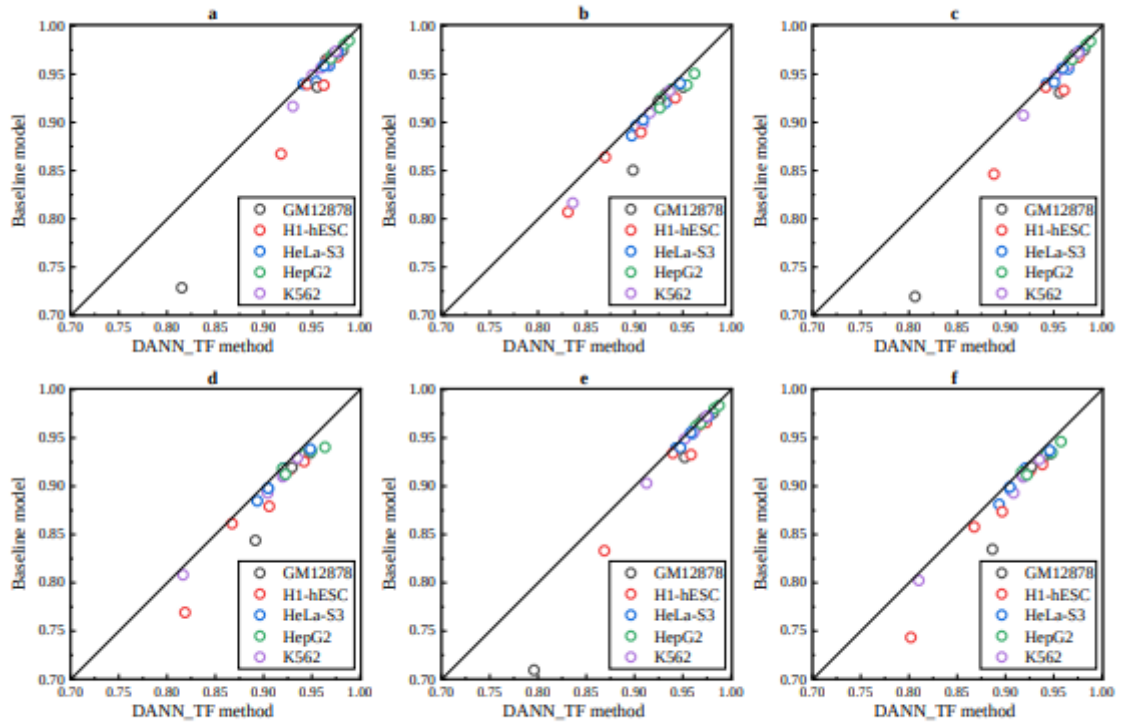 a
b
c
1.00
0.95
0.90
0.85
0.80
0.75
0.70
Baseline model
GM12878
H1-hESC
HeLa-S3
HepG2
K562
0.70 0.75 0.80 0.85 0.90 0.95 1.00
DANN_TF method
1.00
0.95
0.90
0.85
0.80
0.75
0.70
Baseline model
GM12878
H1-hESC
HeLa-S3
HepG2
K562
0.70 0.75 0.80 0.85 0.90 0.95 1.00
DANN_TF method
1.00
0.95
0.90
0.85
0.80
0.75
0.70
Baseline model
GM12878
H1-hESC
HeLa-S3
HepG2
K562
0.70 0.75 0.80 0.85 0.90 0.95 1.00
DANN_TF method
d
e
f
1.00
0.95
0.90
0.85
0.80
0.75
0.70
Baseline model
GM12878
H1-hESC
HeLa-S3
HepG2
K562
0.70 0.75 0.80 0.85 0.90 0.95 1.00
DANN_TF method
1.00
0.95
0.90
0.85
0.80
0.75
0.70
Baseline model
GM12878
H1-hESC
HeLa-S3
HepG2
K562
0.70 0.75 0.80 0.85 0.90 0.95 1.00
DANN_TF method
1.00
0.95
0.90
0.85
0.80
0.75
0.70
Baseline model
GM12878
H1-hESC
HeLa-S3
HepG2
K562
0.70 0.75 0.80 0.85 0.90 0.95 1.00
DANN_TF method